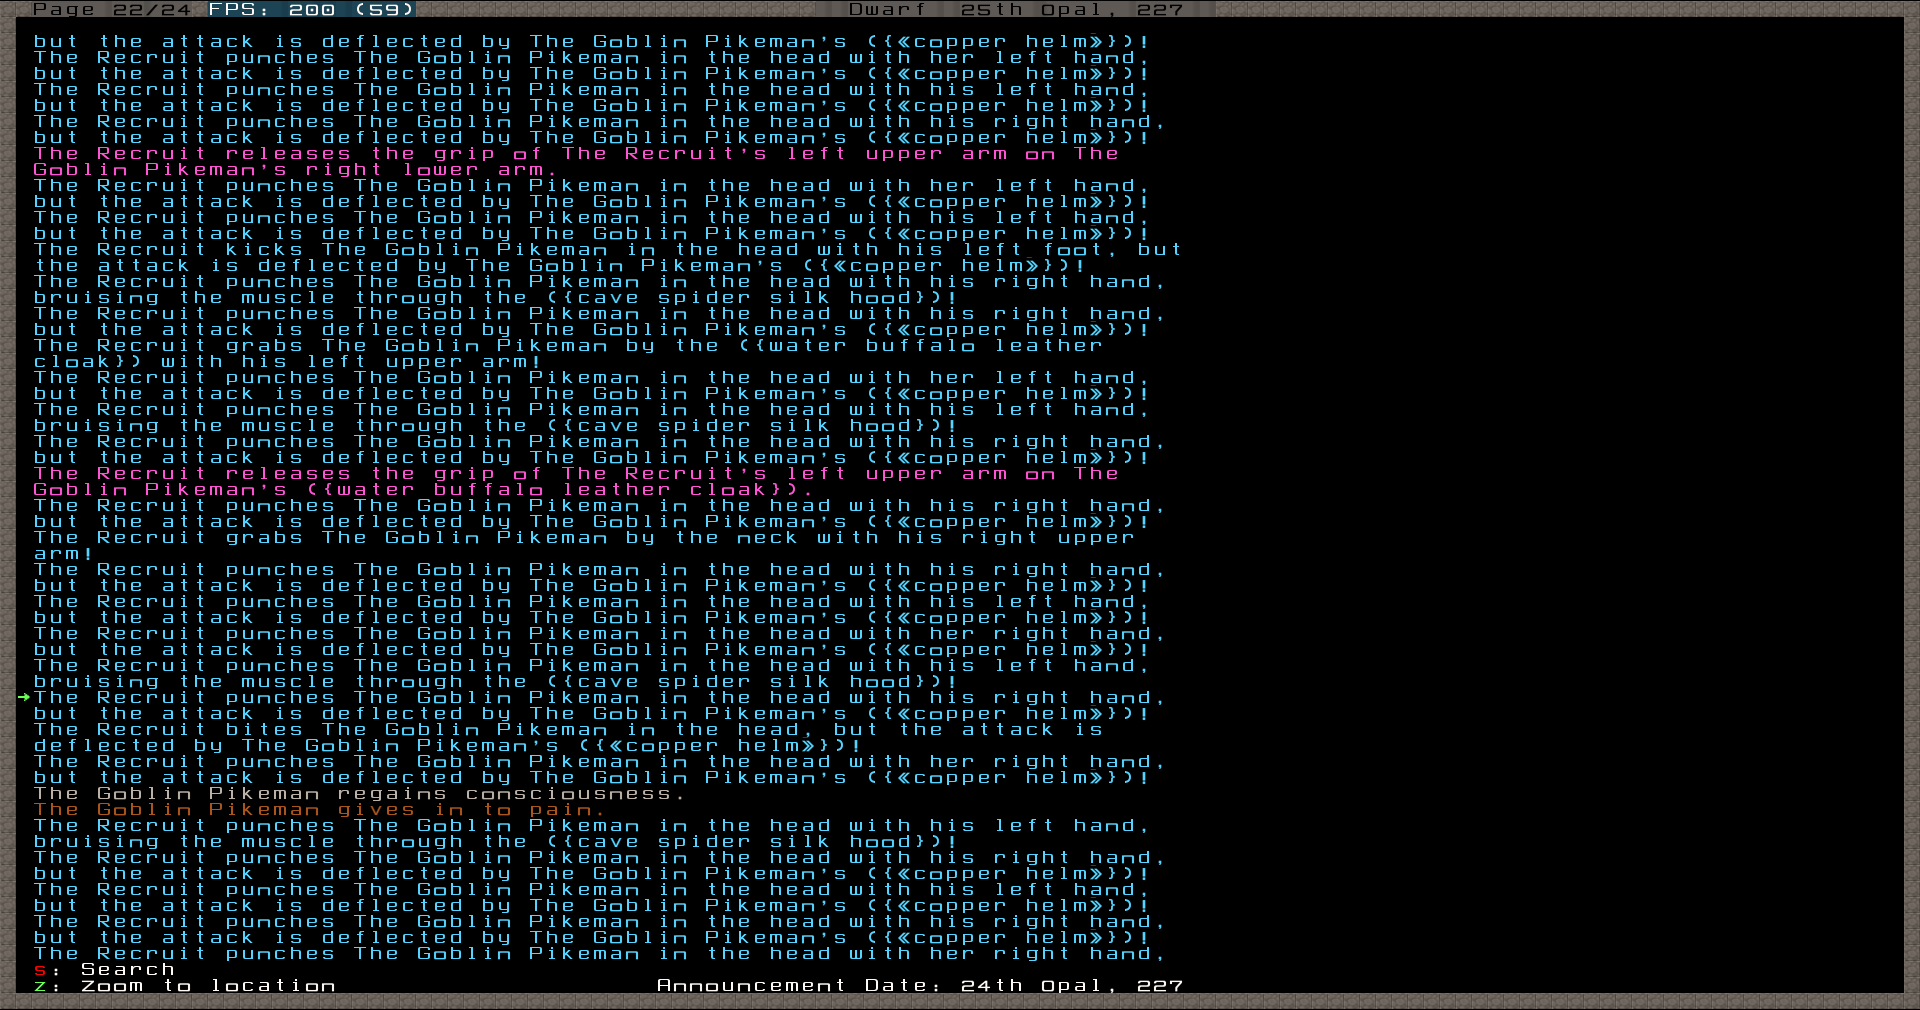 Page 22/24 FPS: 200 (59) Dwarf 25th Opal, 227
but the attack is deflected by The Goblin Pikeman's ({«copper helm»})!
The Recruit punches The Goblin Pikeman in the head with her left hand,
but the attack is deflected by The Goblin Pikeman's ({«copper helm»})!
The Recruit punches The Goblin Pikeman in the head with his left hand,
but the attack is deflected by The Goblin Pikeman's ({«copper helm»})!
The Recruit punches The Goblin Pikeman in the head with his right hand,
but the attack is deflected by The Goblin Pikeman's ({«copper helm»})!
The Recruit releases the grip of The Recruit's left upper arm on The
Goblin Pikeman's right lower arm.
The Recruit punches The Goblin Pikeman in the head with her left hand,
but the attack is deflected by The Goblin Pikeman's ({«copper helm»})!
The Recruit punches The Goblin Pikeman in the head with his left hand,
but the attack is deflected by The Goblin Pikeman's ({«copper helm»})!
The Recruit kicks The Goblin Pikeman in the head with his left foot, but
the attack is deflected by The Goblin Pikeman's ({«copper helm»})!
The Recruit punches The Goblin Pikeman in the head with his right hand,
bruising the muscle through the ({cave spider silk hood})!
The Recruit punches The Goblin Pikeman in the head with his right hand,
but the attack is deflected by The Goblin Pikeman's ({«copper helm»})!
The Recruit grabs The Goblin Pikeman by the ({water buffalo leather
cloak}) with his left upper arm!
The Recruit punches The Goblin Pikeman in the head with her left hand,
but the attack is deflected by The Goblin Pikeman's ({«copper helm»})!
The Recruit punches The Goblin Pikeman in the head with his left hand,
bruising the muscle through the ({cave spider silk hood})!
The Recruit punches The Goblin Pikeman in the head with his right hand,
but the attack is deflected by The Goblin Pikeman's ({«copper helm»})!
The Recruit releases the grip of The Recruit's left upper arm on The
Goblin Pikeman's ({water buffalo leather cloak}).
The Recruit punches The Goblin Pikeman in the head with his right hand,
but the attack is deflected by The Goblin Pikeman's ({«copper helm»})!
The Recruit grabs The Goblin Pikeman by the neck with his right upper
arm!
The Recruit punches The Goblin Pikeman in the head with his right hand,
but the attack is deflected by The Goblin Pikeman's ({«copper helm»})!
The Recruit punches The Goblin Pikeman in the head with his left hand,
but the attack is deflected by The Goblin Pikeman's ({«copper helm»})!
The Recruit punches The Goblin Pikeman in the head with her right hand,
but the attack is deflected by The Goblin Pikeman's ({«copper helm»})!
The Recruit punches The Goblin Pikeman in the head with his left hand,
bruising the muscle through the ({cave spider silk hood})!
→The Recruit punches The Goblin Pikeman in the head with his right hand,
but the attack is deflected by The Goblin Pikeman's ({«copper helm»})!
The Recruit bites The Goblin Pikeman in the head, but the attack is
deflected by The Goblin Pikeman's ({«copper helm»})!
The Recruit punches The Goblin Pikeman in the head with her right hand,
but the attack is deflected by The Goblin Pikeman's ({«copper helm»})!
The Goblin Pikeman regains consciousness.
The Goblin Pikeman gives in to pain.
The Recruit punches The Goblin Pikeman in the head with his left hand,
bruising the muscle through the ({cave spider silk hood})!
The Recruit punches The Goblin Pikeman in the head with his right hand,
but the attack is deflected by The Goblin Pikeman's ({«copper helm»})!
The Recruit punches The Goblin Pikeman in the head with his left hand,
but the attack is deflected by The Goblin Pikeman's ({«copper helm»})!
The Recruit punches The Goblin Pikeman in the head with his right hand,
but the attack is deflected by The Goblin Pikeman's ({«copper helm»})!
The Recruit punches The Goblin Pikeman in the head with her right hand,
s: Search
z: Zoom to location Announcement Date: 24th Opal, 227